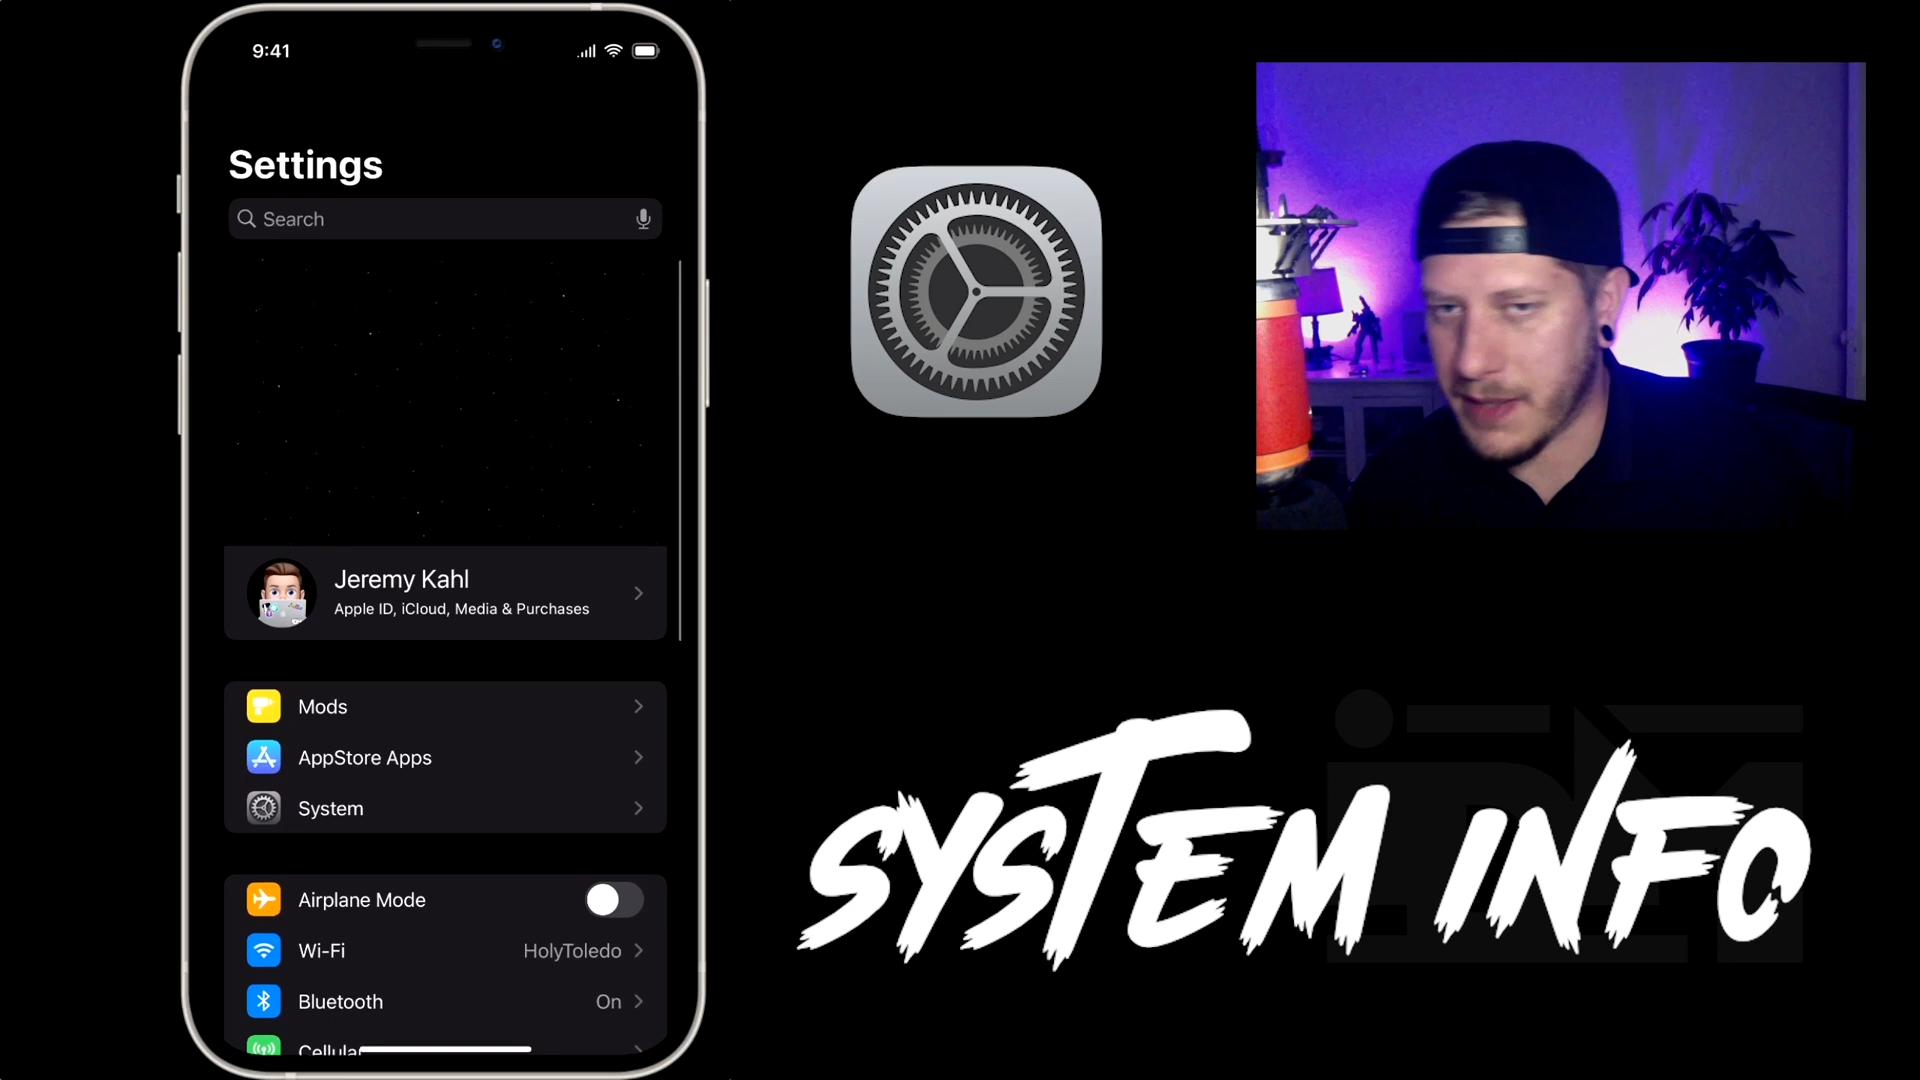 9:41
Settings
Search
Jeremy Kahl
Apple ID, iCloud, Media & Purchases
Mods
AppStore Apps
System
Airplane Mode
Wi-Fi HolyToledo
Bluetooth On
Cellular
SYSTEM INFO